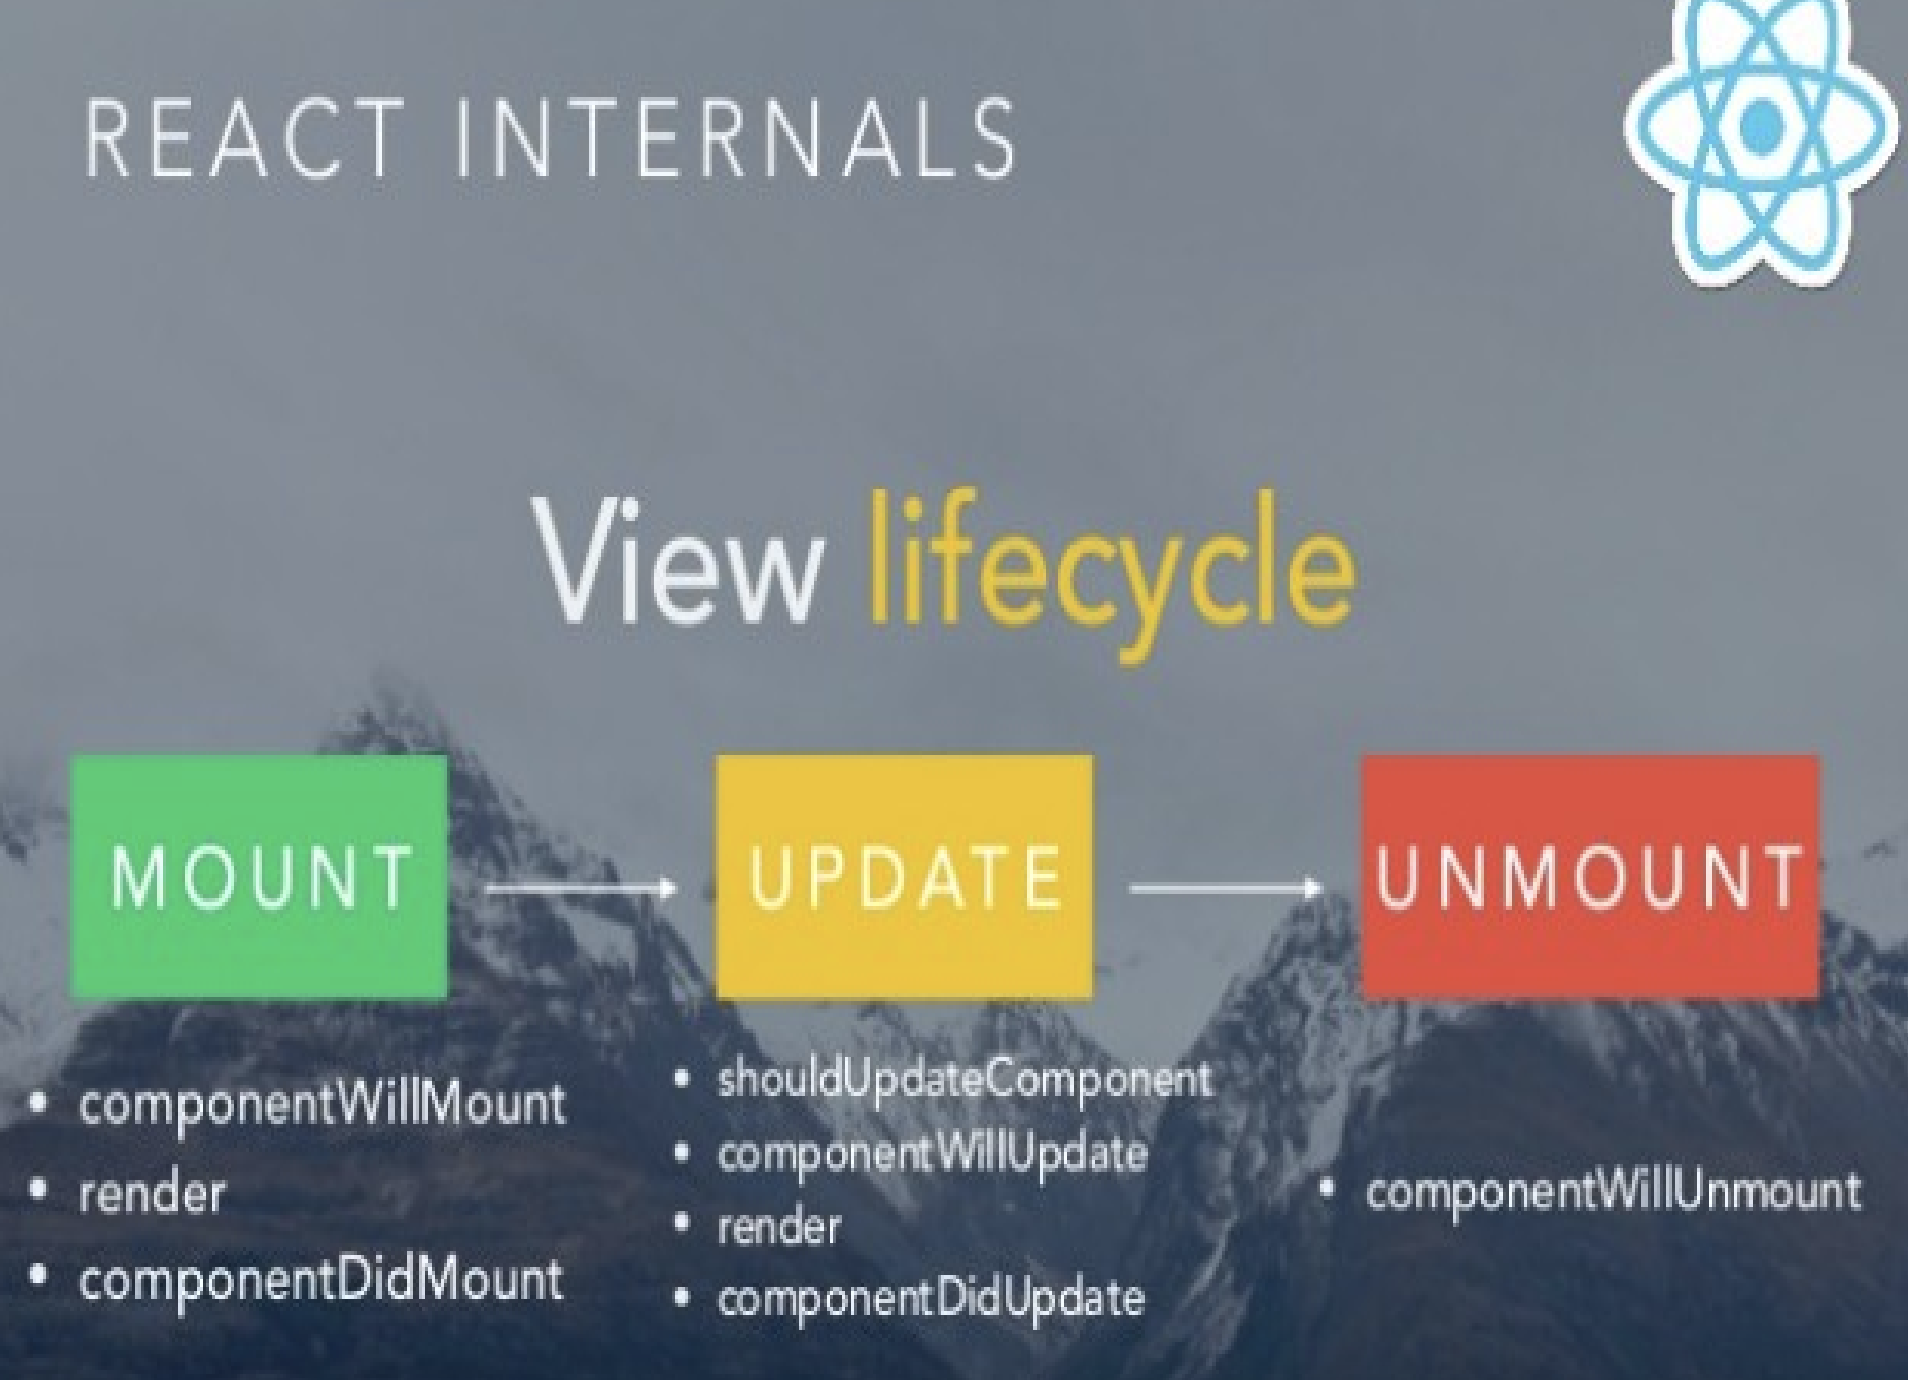 REACT INTERNALS
View lifecycle
MOUNT
UPDATE
UNMOUNT
• componentWillMount
• render
• componentDidMount
• shouldUpdateComponent
• componentWillUpdate
• render
• componentDidUpdate
• componentWillUnmount